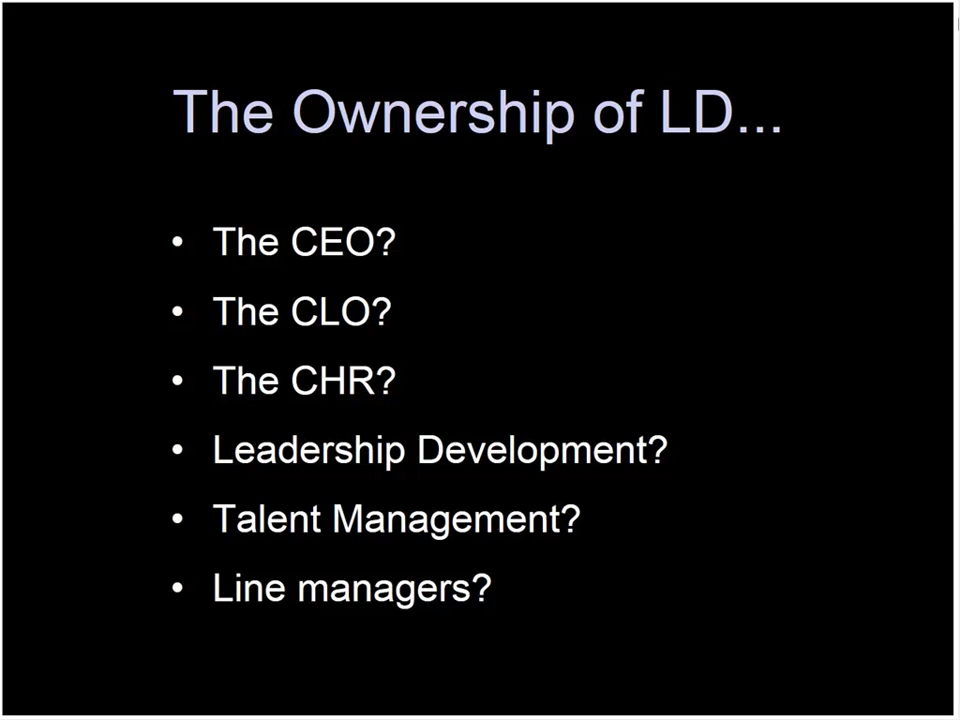 The Ownership of LD...
• The CEO?
• The CLO?
• The CHR?
• Leadership Development?
• Talent Management?
• Line managers?